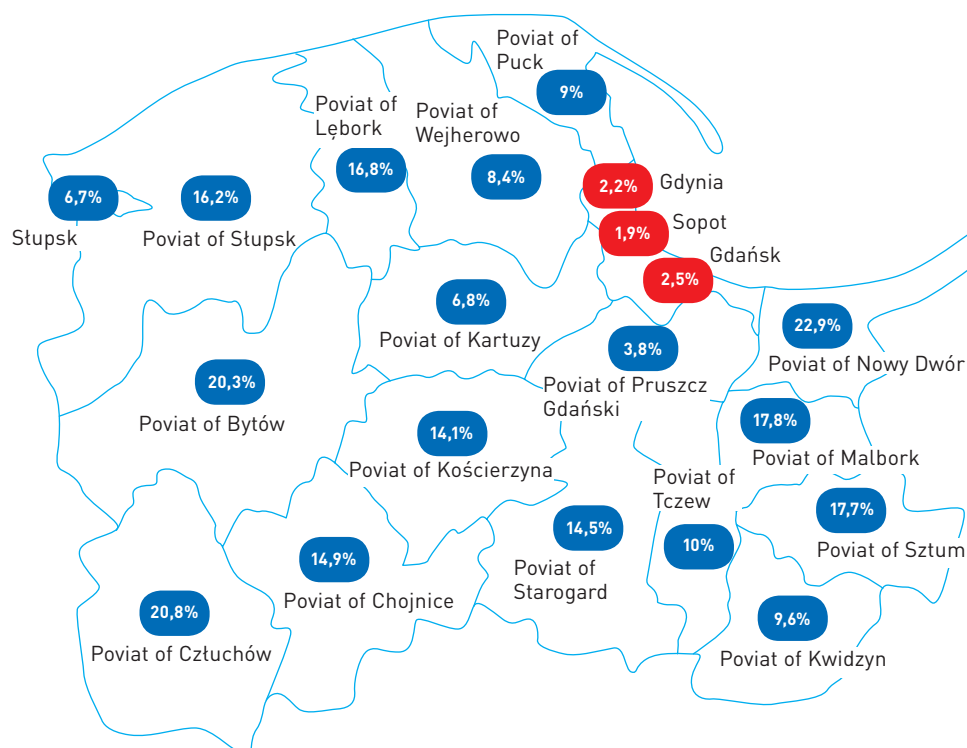 Poviat of
Puck
9%
Poviat of
Lębork
16,8%
Poviat of
Wejherowo
8,4%
2,2%
Gdynia
1,9%
Sopot
Gdańsk
2,5%
6,7%
Słupsk
16,2%
Poviat of Słupsk
6,8%
Poviat of Kartuzy
3,8%
Poviat of Pruszcz
Gdański
22,9%
Poviat of Nowy Dwór
20,3%
Poviat of Bytów
14,1%
Poviat of Kościerzyna
17,8%
Poviat of Malbork
Poviat of
Tczew
10%
17,7%
Poviat of Sztum
14,5%
Poviat of
Starogard
14,9%
Poviat of Chojnice
20,8%
Poviat of Człuchów
9,6%
Poviat of Kwidzyn